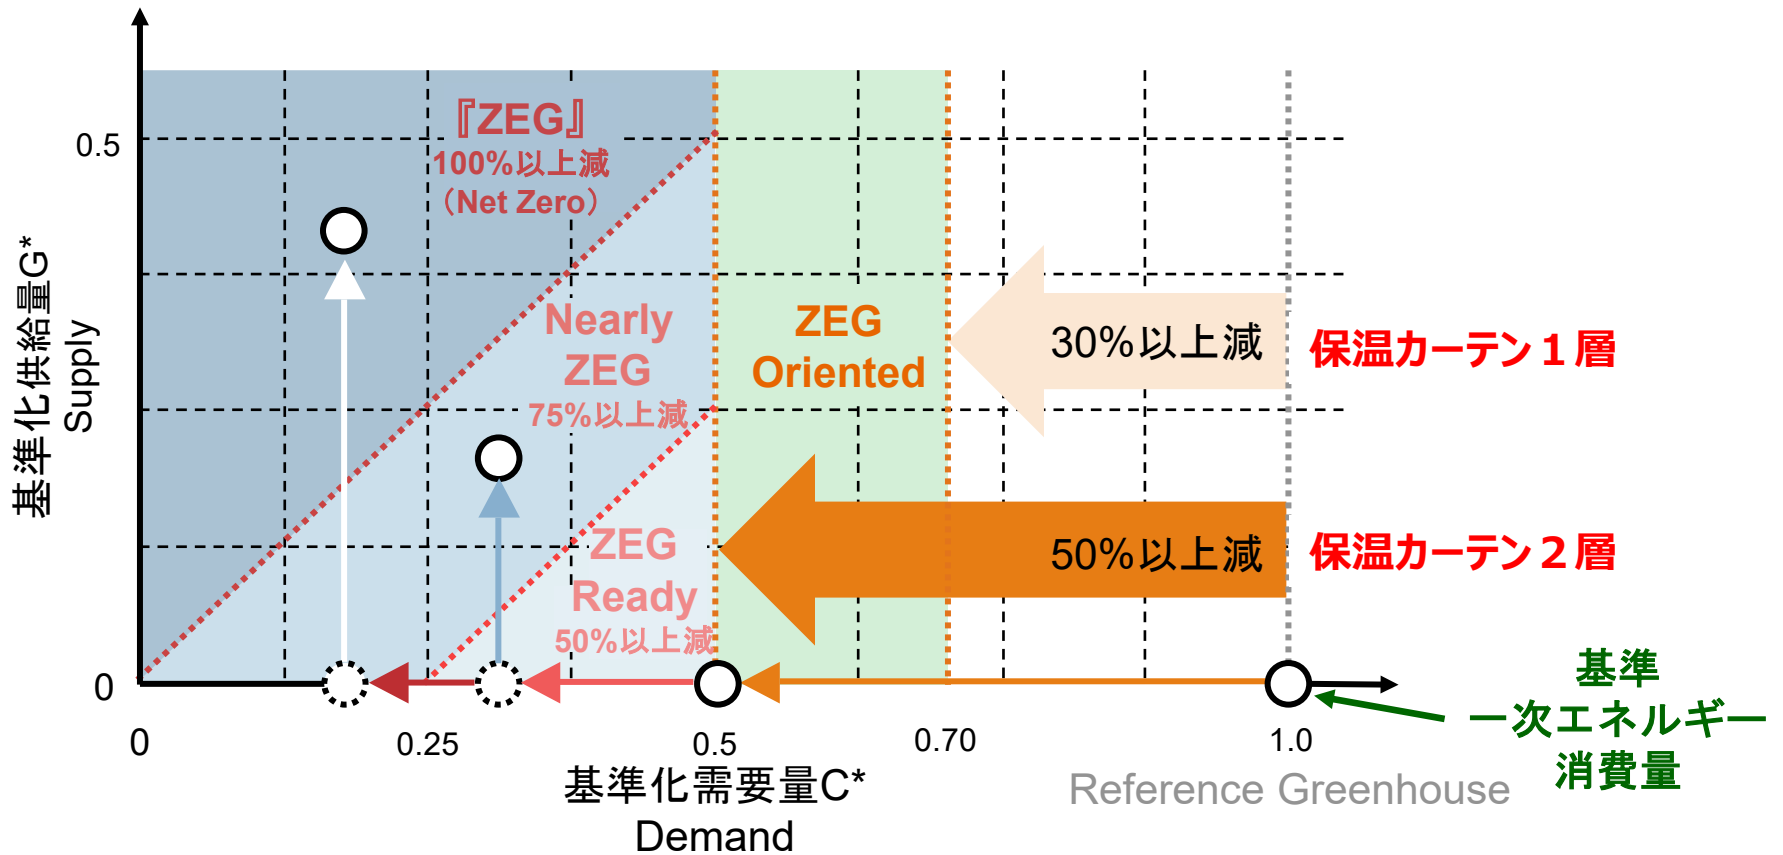 『ZEG』
100%以上減
（Net Zero）
Nearly
ZEG
75%以上減
ZEG
Ready
50%以上減
ZEG
Oriented
30%以上減
保温カーテン１層
50%以上減
保温カーテン２層
基準化供給量G*
Supply
0.5
0
0
0.25
0.5
0.70
1.0
基準化需要量C*
Demand
Reference Greenhouse
基準
一次エネルギー
消費量